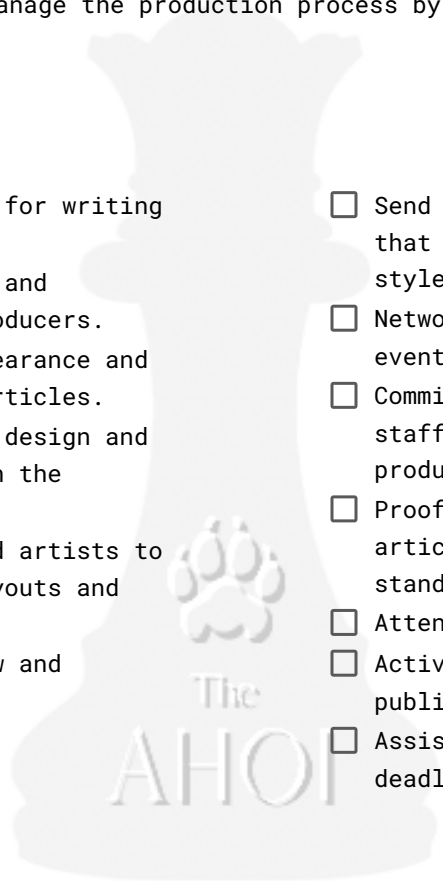 anage the production process by
for writing
and
oducers.
earance and
rticles.
design and
n the
d artists to
youts and
w and
Send
that
style
Netwo
event
Commi
staff
produ
Proof
artic
stand
Atten
Activ
publi
Assis
deadl
The
AHOI